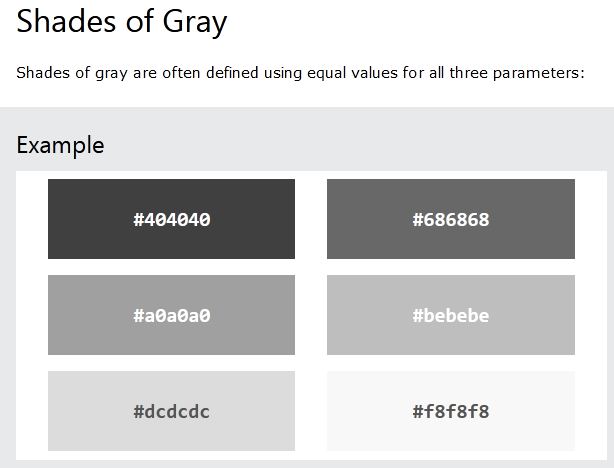 Shades of Gray
Shades of gray are often defined using equal values for all three parameters:
Example
#404040 #686868
#a0a0a0 #bebebe
#dcdcdc #f8f8f8